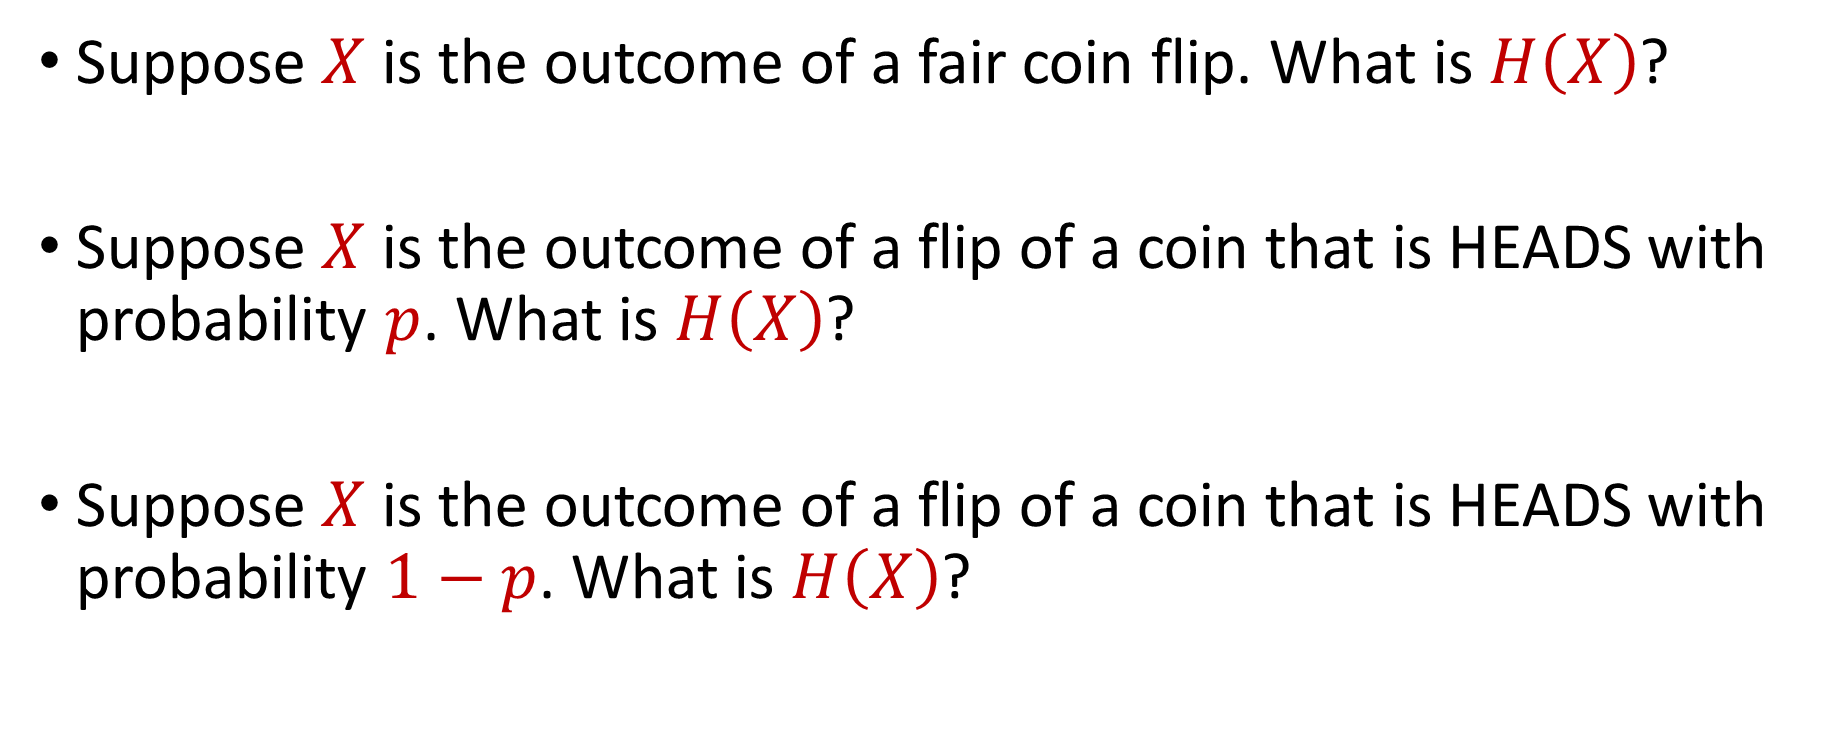 • Suppose X is the outcome of a fair coin flip. What is H(X)?
• Suppose X is the outcome of a flip of a coin that is HEADS with
probability p. What is H(X)?
• Suppose X is the outcome of a flip of a coin that is HEADS with
probability 1 − p. What is H(X)?